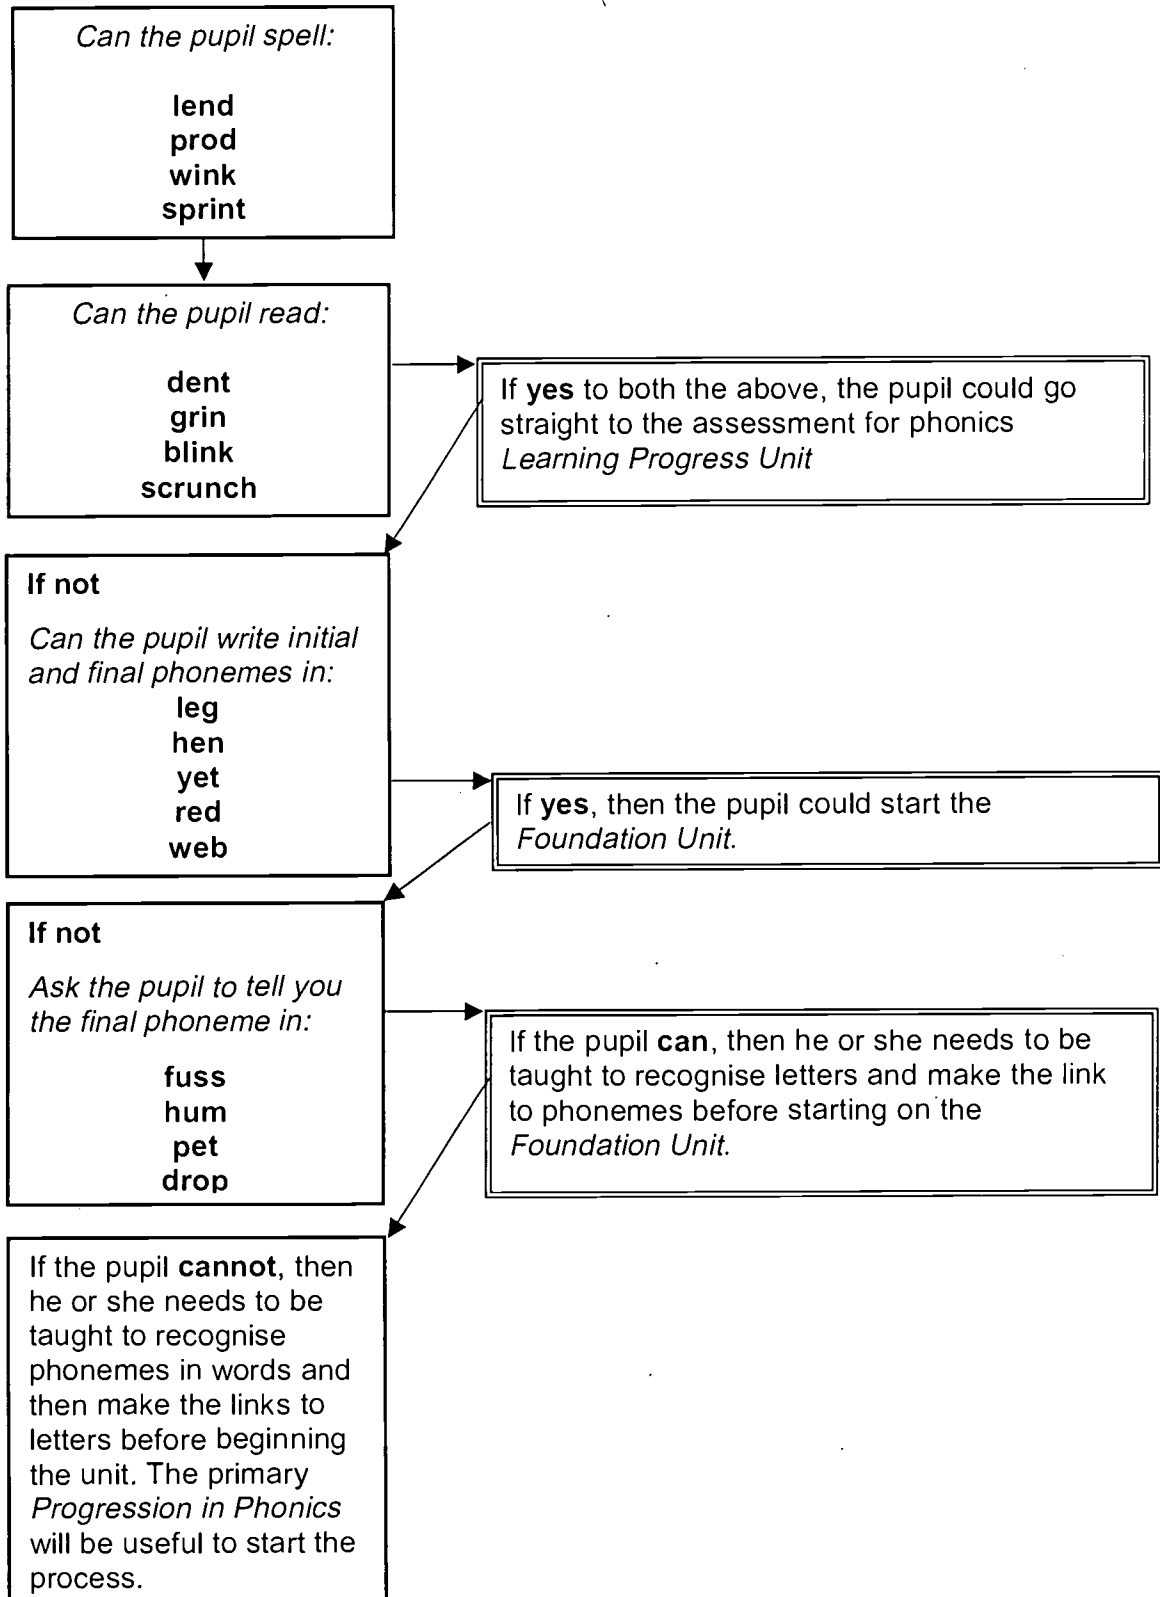 Can the pupil spell:
lend
prod
wink
sprint
Can the pupil read:
dent
grin
blink
scrunch
If yes to both the above, the pupil could go
straight to the assessment for phonics
Learning Progress Unit
If not
Can the pupil write initial
and final phonemes in:
leg
hen
yet
red
web
If yes, then the pupil could start the
Foundation Unit.
If not
Ask the pupil to tell you
the final phoneme in:
fuss
hum
pet
drop
If the pupil can, then he or she needs to be
taught to recognise letters and make the link
to phonemes before starting on the
Foundation Unit.
If the pupil cannot, then
he or she needs to be
taught to recognise
phonemes in words and
then make the links to
letters before beginning
the unit. The primary
Progression in Phonics
will be useful to start the
process.